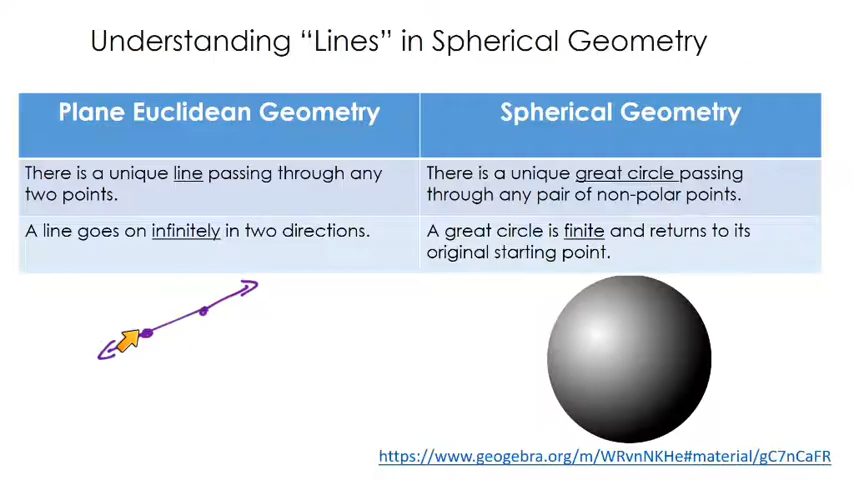 Understanding “Lines” in Spherical Geometry
Plane Euclidean Geometry
Spherical Geometry
There is a unique line passing through any
two points.
There is a unique great circle passing
through any pair of non-polar points.
A line goes on infinitely in two directions.
A great circle is finite and returns to its
original starting point.
https://www.geogebra.org/m/WRvnNKHe#material/gC7nCaFR